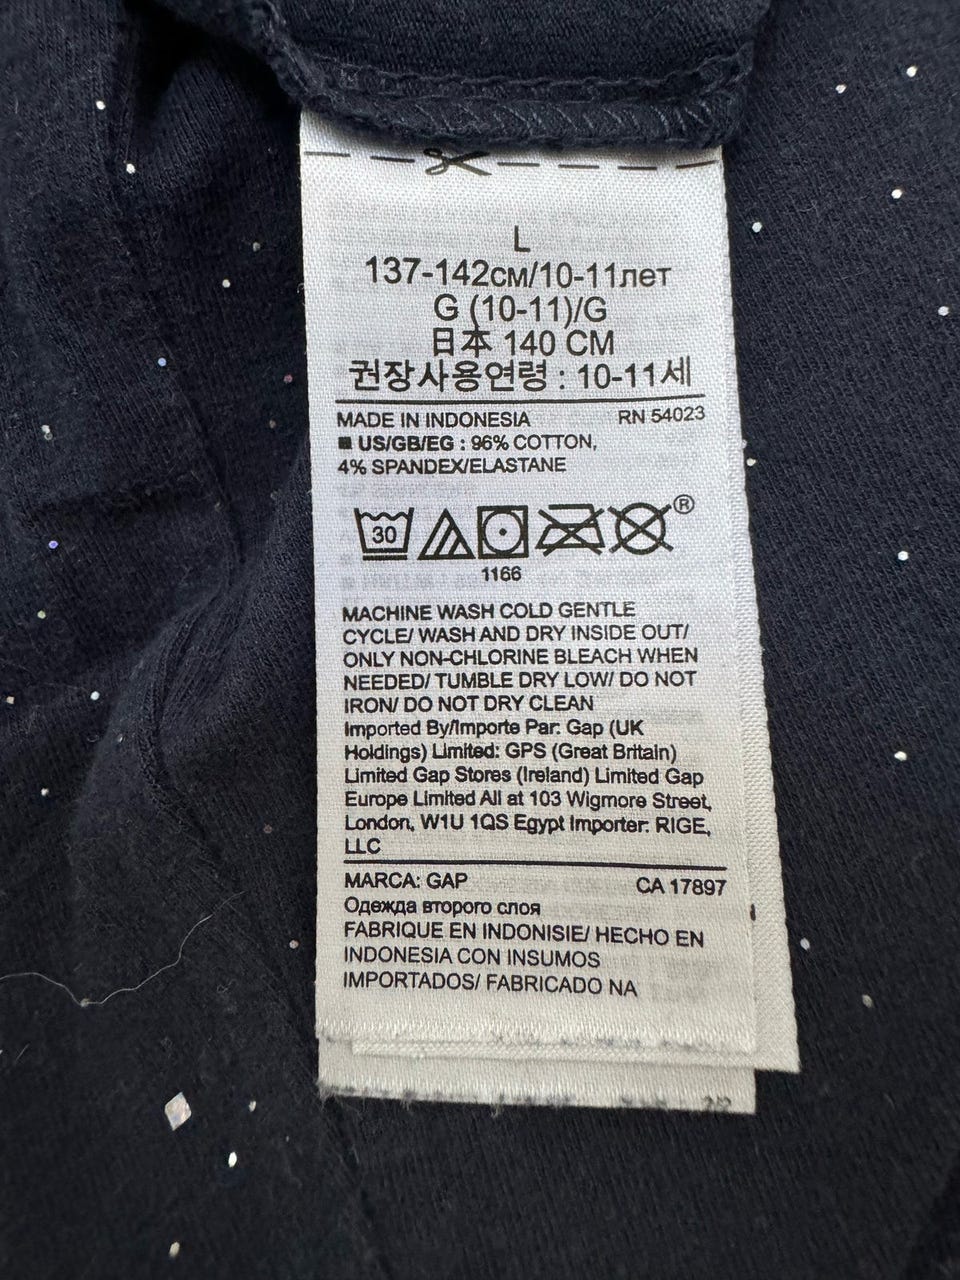 L
137-142см/10-11лет
G (10-11)/G
日本 140 CM
권장사용연령 : 10-11세
MADE IN INDONESIA RN 54023
■ US/GB/EG : 96% COTTON,
4% SPANDEX/ELASTANE
30
®
1166
MACHINE WASH COLD GENTLE
CYCLE/ WASH AND DRY INSIDE OUT/
ONLY NON-CHLORINE BLEACH WHEN
NEEDED/ TUMBLE DRY LOW/ DO NOT
IRON/ DO NOT DRY CLEAN
Imported By/Importe Par: Gap (UK
Holdings) Limited: GPS (Great Britain)
Limited Gap Stores (Ireland) Limited Gap
Europe Limited All at 103 Wigmore Street,
London, W1U 1QS Egypt Importer: RIGE,
LLC
MARCA: GAP CA 17897
Одежда второго слоя
FABRIQUE EN INDONISIE/ HECHO EN
INDONESIA CON INSUMOS
IMPORTADOS/ FABRICADO NA